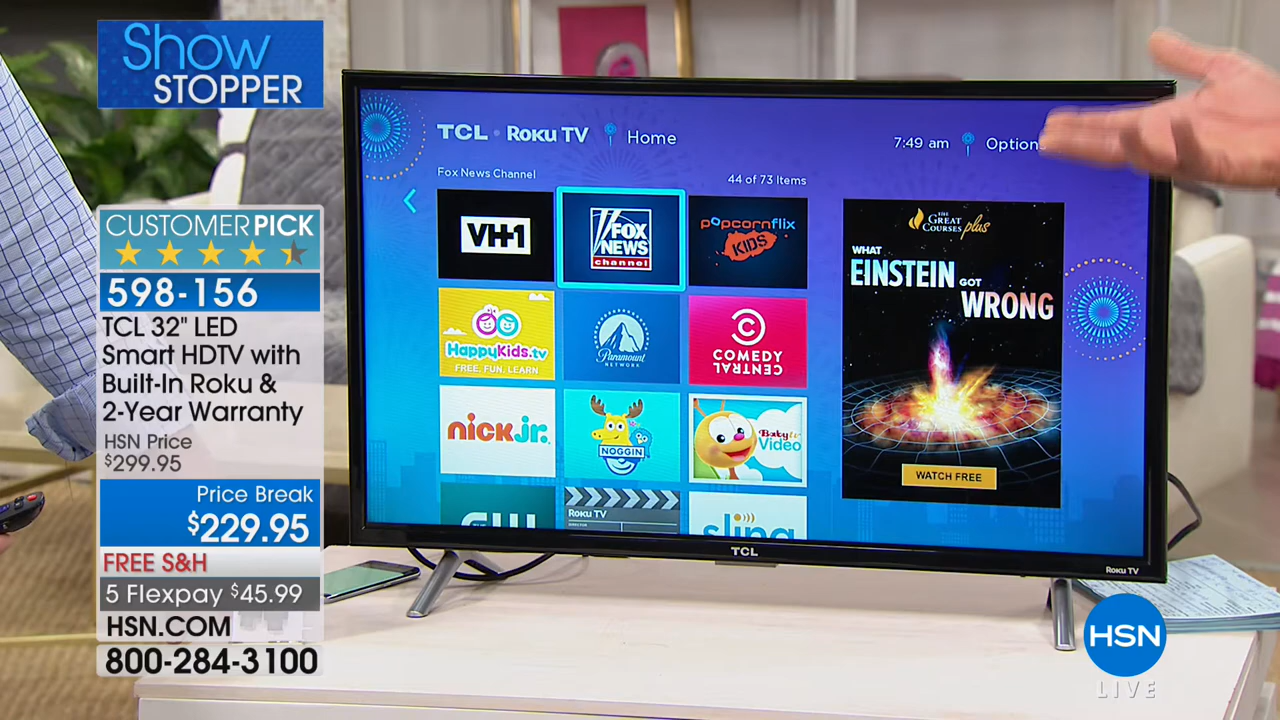 Show
STOPPER
CUSTOMER PICK
598-156
TCL 32" LED
Smart HDTV with
Built-In Roku &
2-Year Warranty
HSN Price
$299.95
Price Break
$229.95
FREE S&H
5 Flexpay $45.99
HSN.COM
800-284-3100
TCL • Roku TV Home
7:49 am Option
Fox News Channel
44 of 73 Items
VH1
FOX
NEWS
channel
popcornflix
KIDS
HappyKids.tv
FREE. FUN. LEARN
Paramount
NETWORK
COMEDY
CENTRAL
nick jr.
NOGGIN
Babytv
Video
CW
Roku TV
sling
THE
GREAT
COURSES plus
WHAT
EINSTEIN GOT
WRONG
WATCH FREE
TCL
Roku TV
HSN
LIVE